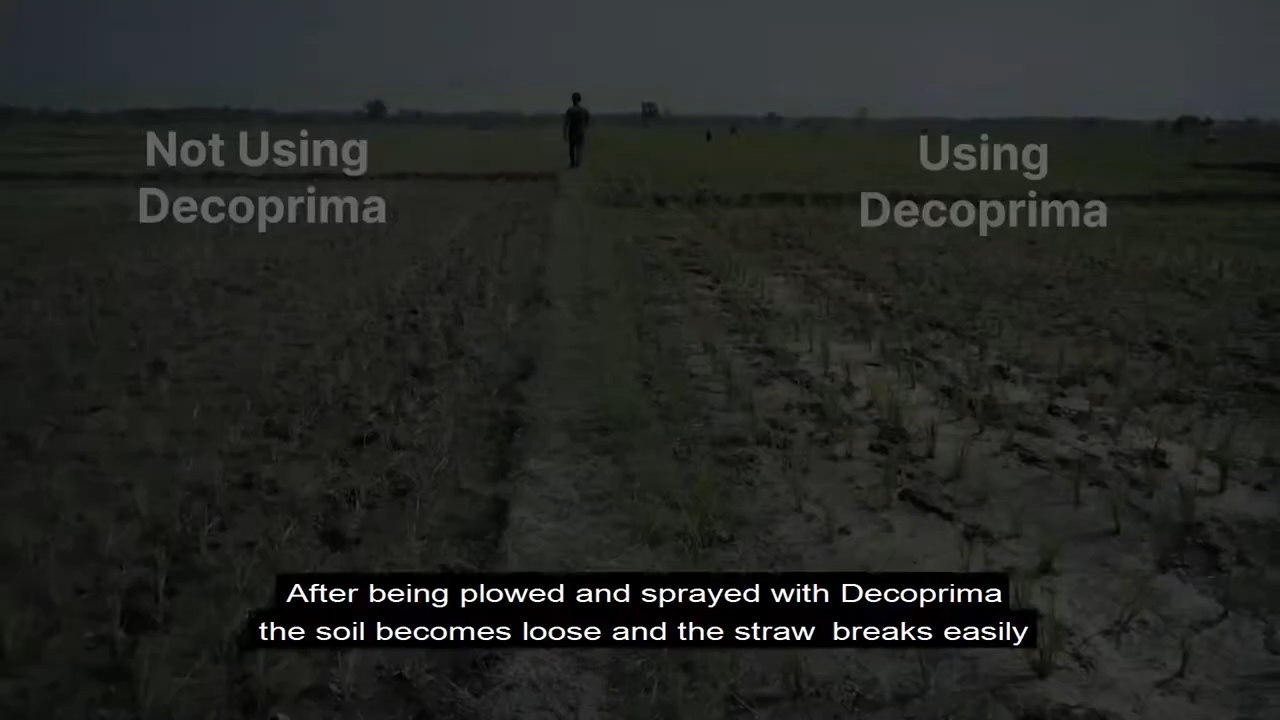 Not Using
Decoprima
Using
Decoprima
After being plowed and sprayed with Decoprima
the soil becomes loose and the straw  breaks easily